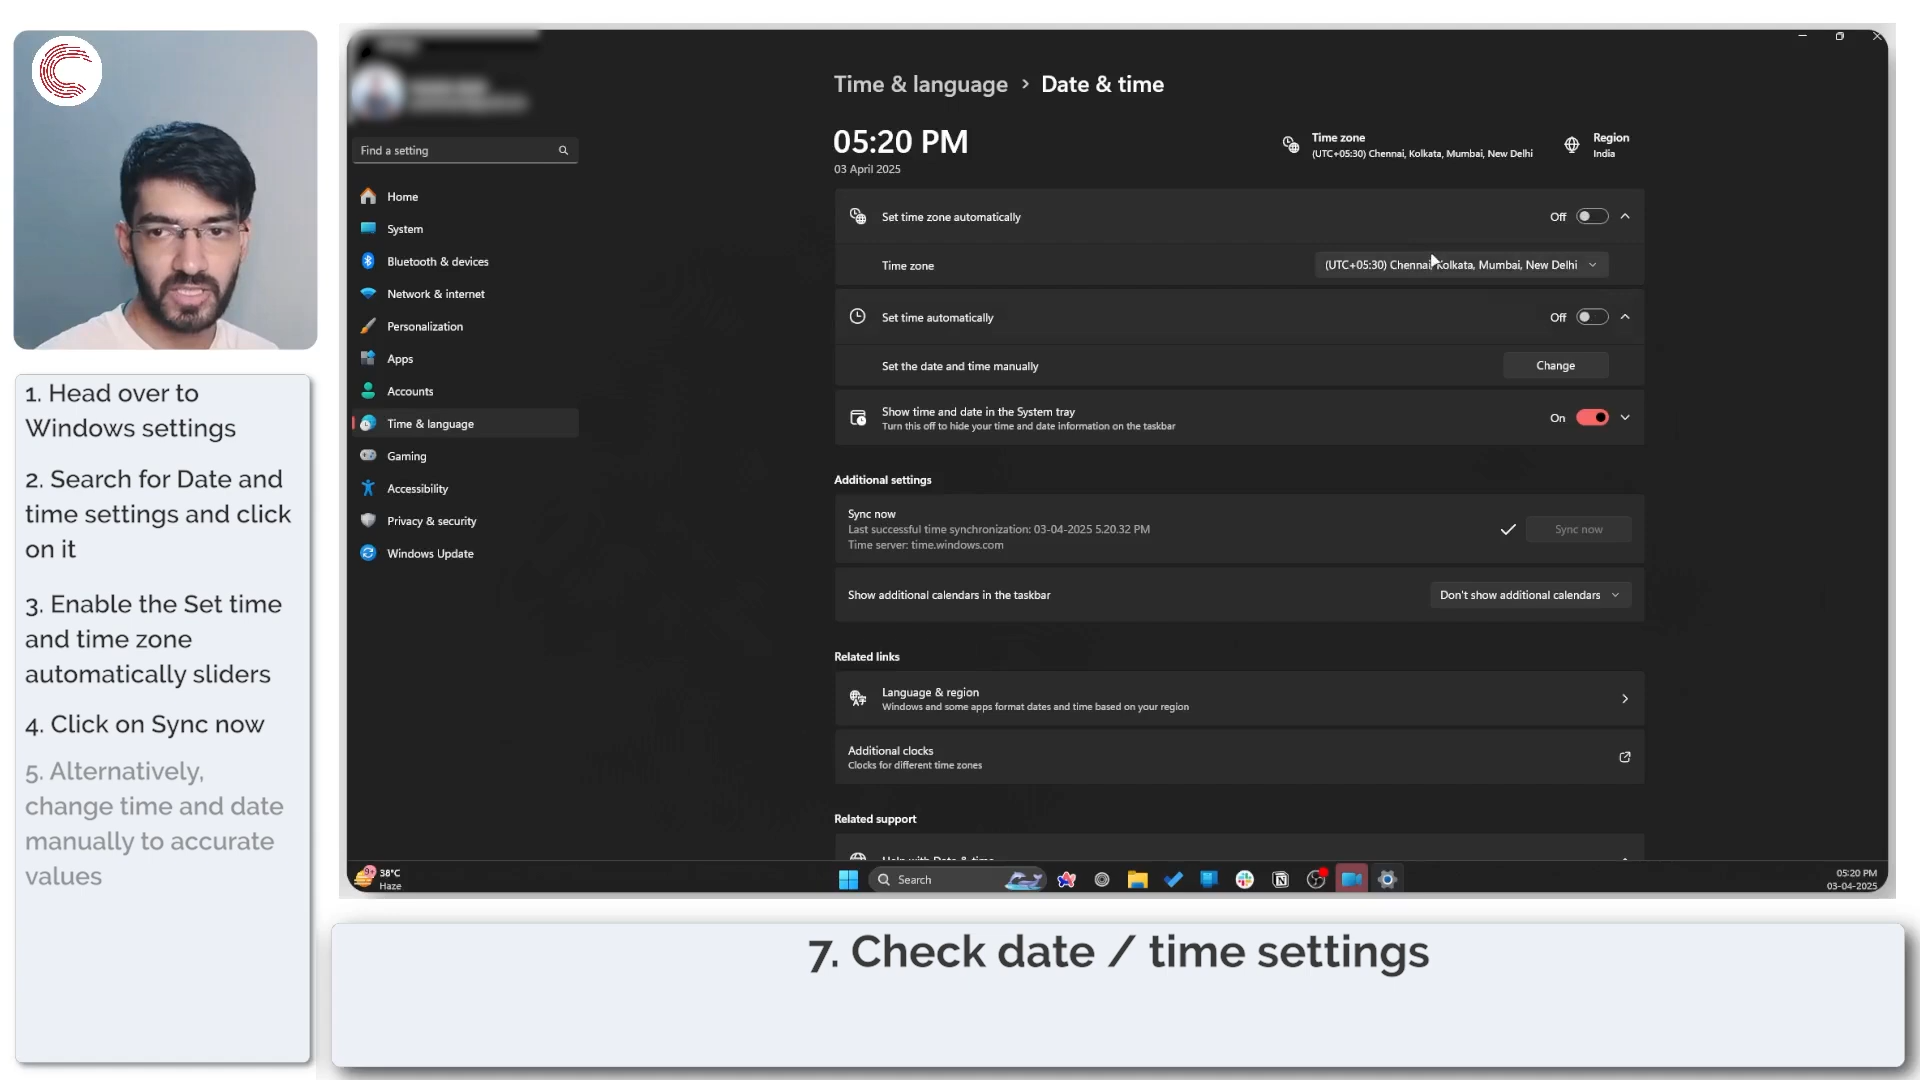 1. Head over to
Windows settings
2. Search for Date and
time settings and click
on it
3. Enable the Set time
and time zone
automatically sliders
4. Click on Sync now
5. Alternatively,
change time and date
manually to accurate
values
Find a setting
Home
System
Bluetooth & devices
Network & internet
Personalization
Apps
Accounts
Time & language
Gaming
Accessibility
Privacy & security
Windows Update
Time & language > Date & time
05:20 PM
03 April 2025
Time zone
(UTC+05:30) Chennai, Kolkata, Mumbai, New Delhi
Region
India
Set time zone automatically
Off
Time zone
(UTC+05:30) Chennai, Kolkata, Mumbai, New Delhi
Set time automatically
Off
Set the date and time manually
Change
Show time and date in the System tray
Turn this off to hide your time and date information on the taskbar
On
Additional settings
Sync now
Last successful time synchronization: 03-04-2025 5.20.32 PM
Time server: time.windows.com
Sync now
Show additional calendars in the taskbar
Don't show additional calendars
Related links
Language & region
Windows and some apps format dates and time based on your region
Additional clocks
Clocks for different time zones
Related support
Help with Date & time
9+
38°C
Haze
Search
05:20 PM
03-04-2025
7. Check date / time settings